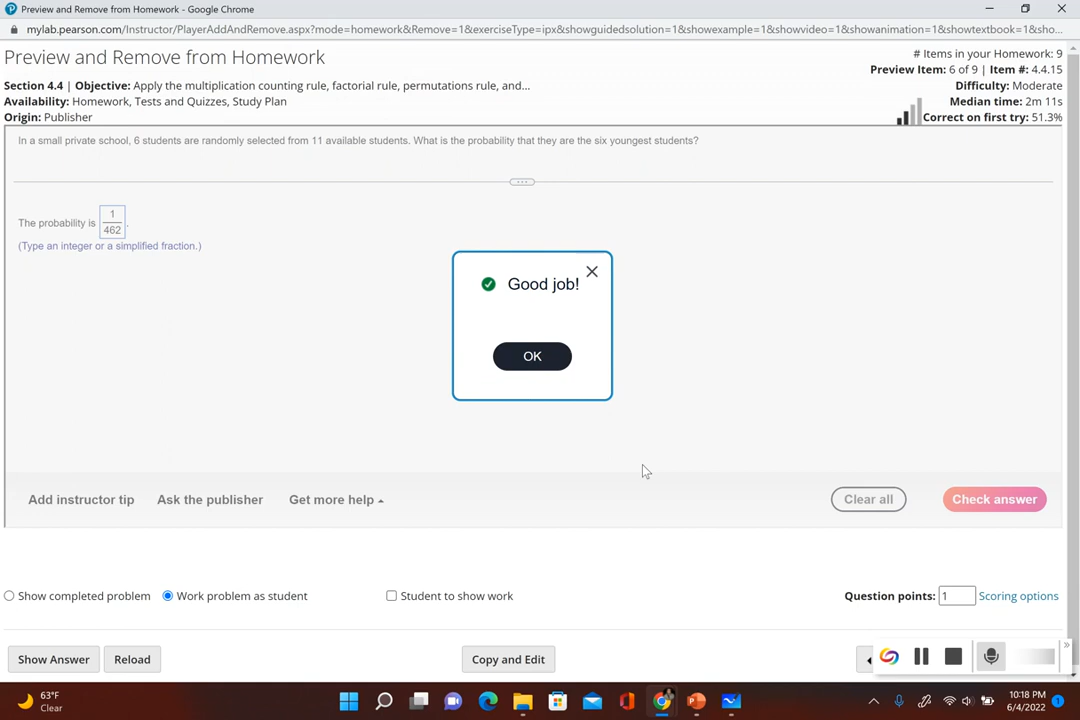 Preview and Remove from Homework - Google Chrome
mylab.pearson.com/Instructor/PlayerAddAndRemove.aspx?mode=homework&Remove=1&exerciseType=ipx&showguidedsolution=1&showexample=1&showvideo=1&showanimation=1&showtextbook=1&sho...
Preview and Remove from Homework
# Items in your Homework: 9
Preview Item: 6 of 9 | Item #: 4.4.15
Section 4.4 | Objective: Apply the multiplication counting rule, factorial rule, permutations rule, and...
Difficulty: Moderate
Availability: Homework, Tests and Quizzes, Study Plan
Median time: 2m 11s
Origin: Publisher
Correct on first try: 51.3%
In a small private school, 6 students are randomly selected from 11 available students. What is the probability that they are the six youngest students?
The probability is 1/462.
(Type an integer or a simplified fraction.)
Good job!
OK
Add instructor tip
Ask the publisher
Get more help
Clear all
Check answer
Show completed problem
Work problem as student
Student to show work
Question points: 1
Scoring options
Show Answer
Reload
Copy and Edit
63°F
Clear
10:18 PM
6/4/2022
1